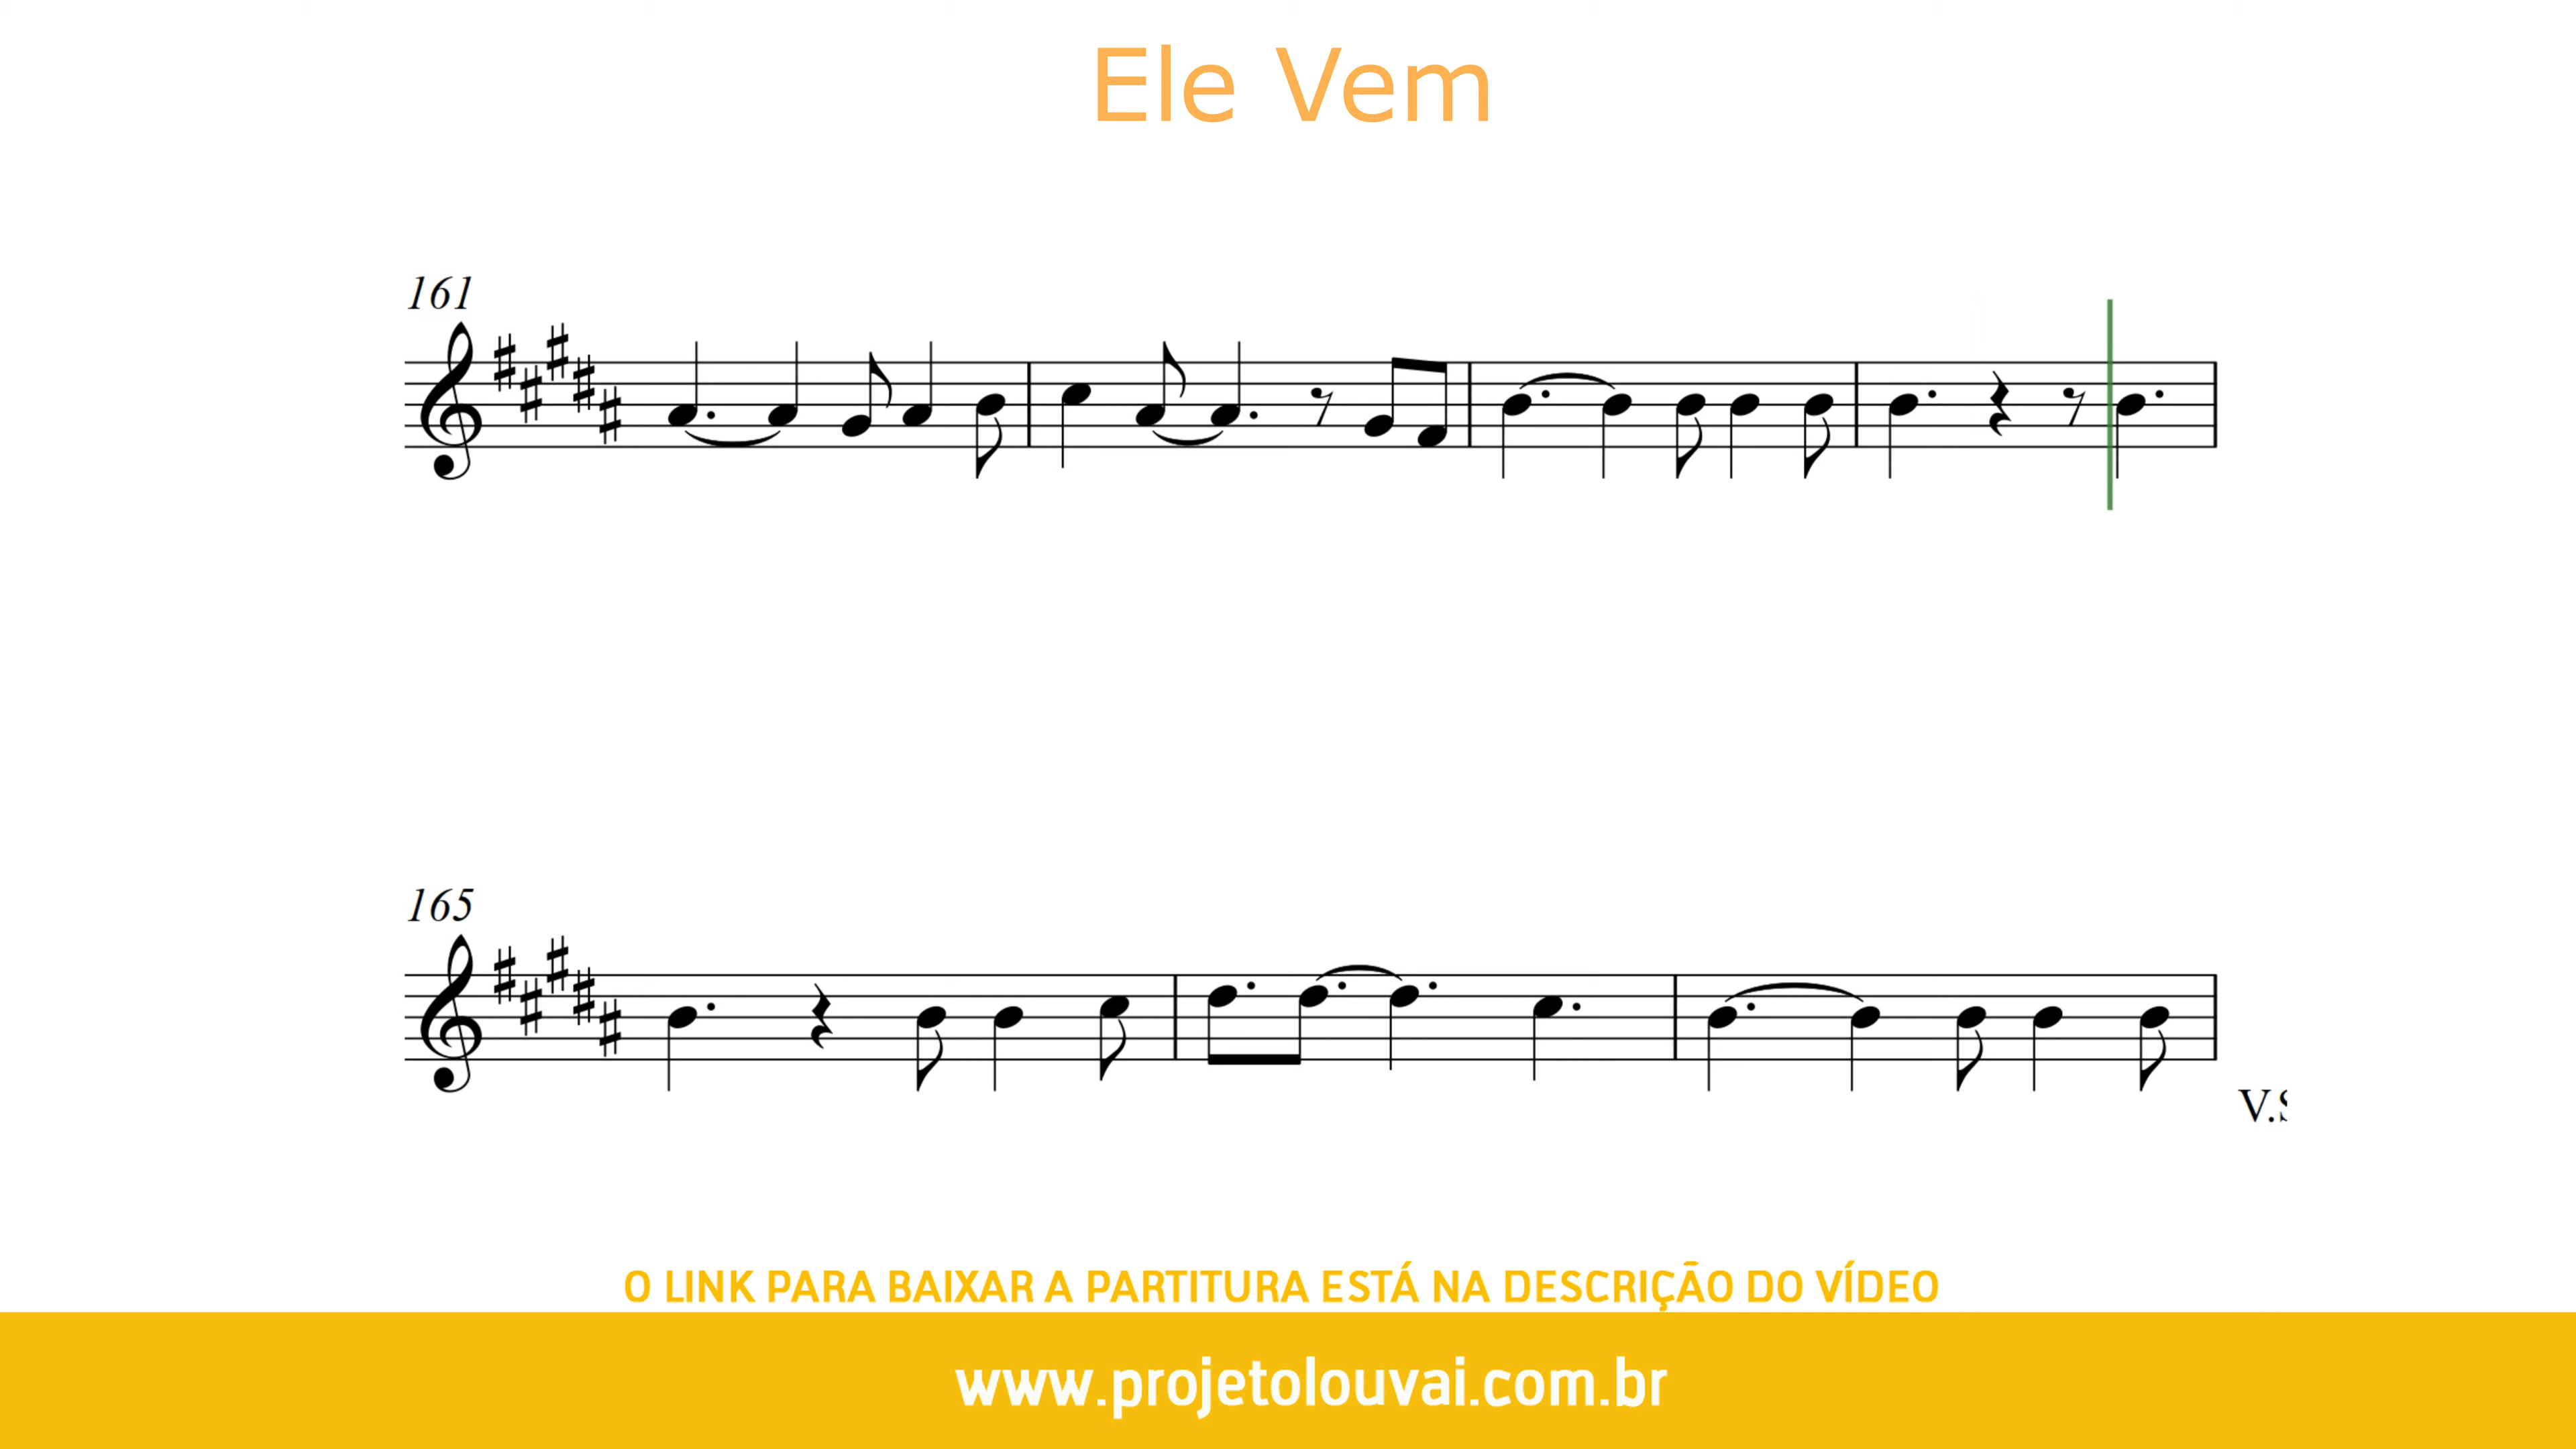 Ele Vem
161
165
V.S
O LINK PARA BAIXAR A PARTITURA ESTÁ NA DESCRIÇÃO DO VÍDEO
www.projetolouvai.com.br